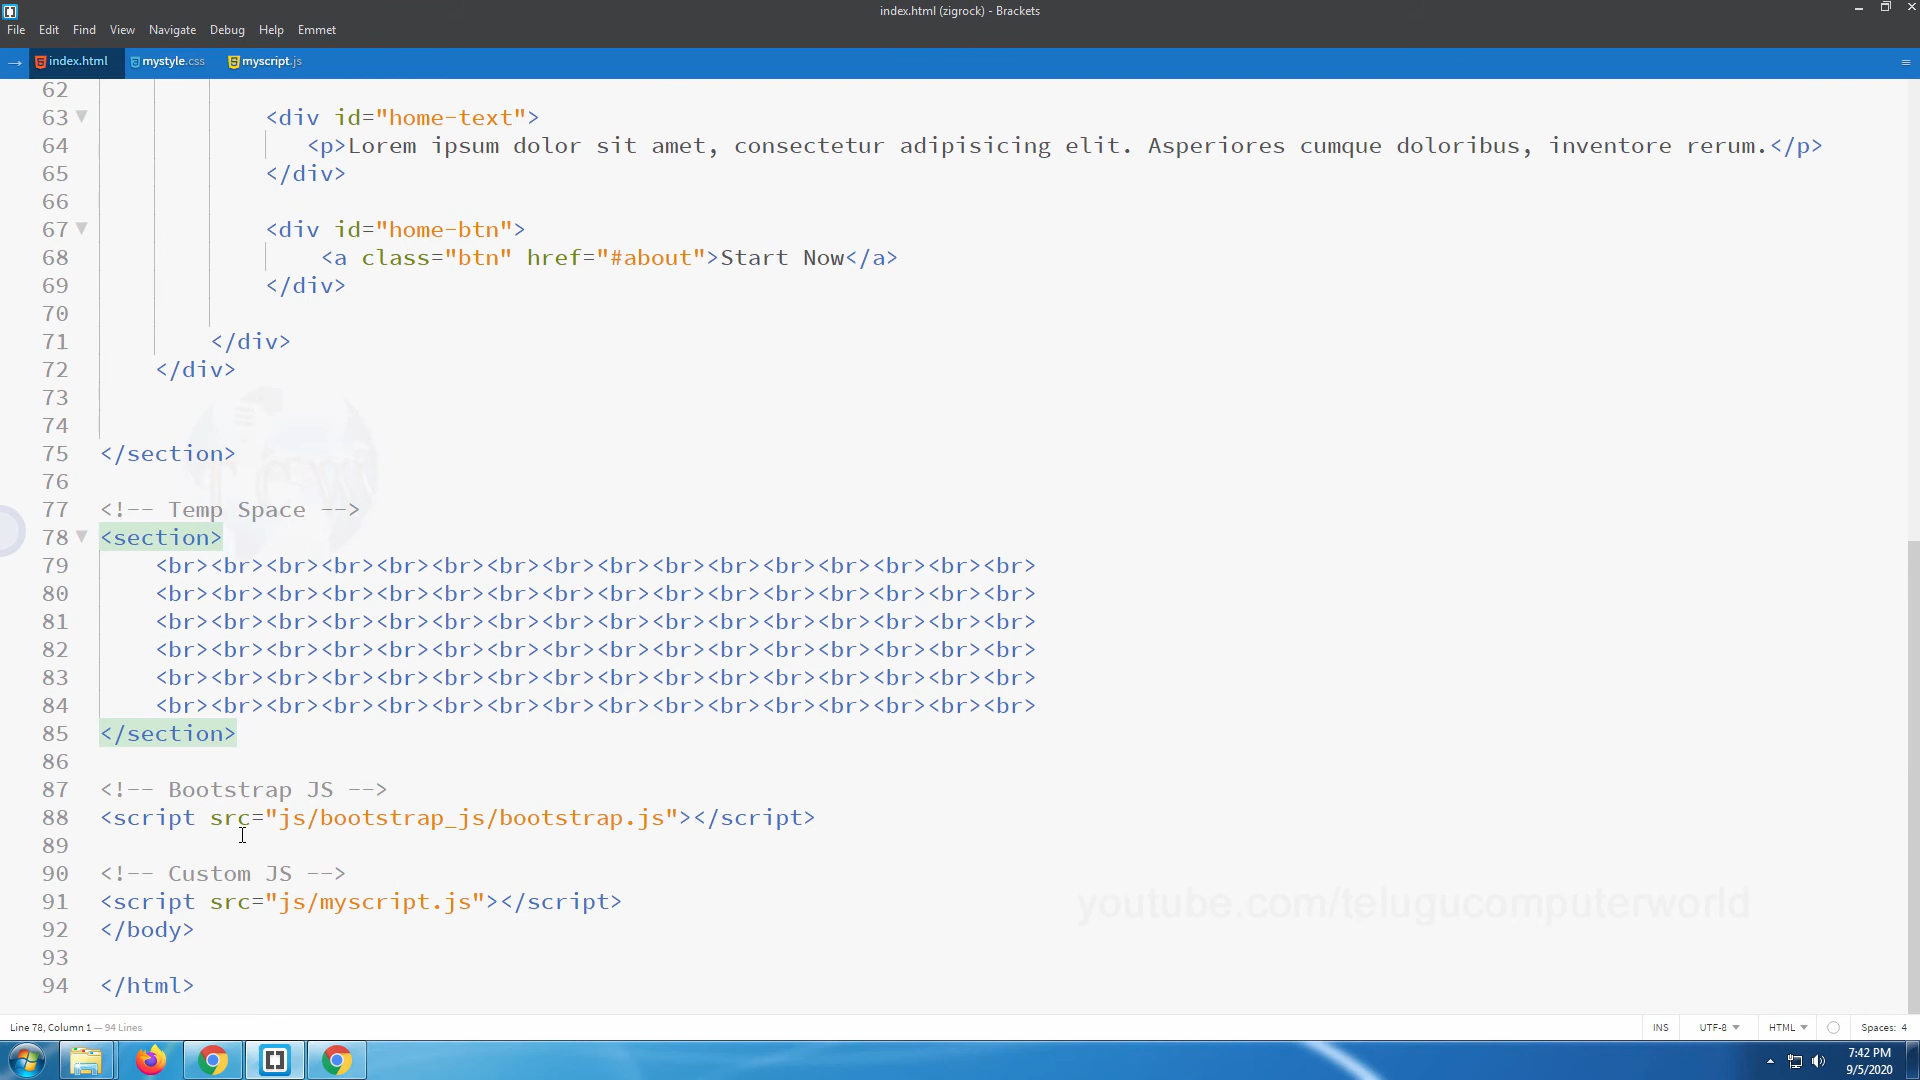 index.html (zigrock) - Brackets
File Edit Find View Navigate Debug Help Emmet
index.html mystyle.css myscript.js
62
63 <div id="home-text">
64 <p>Lorem ipsum dolor sit amet, consectetur adipisicing elit. Asperiores cumque doloribus, inventore rerum.</p>
65 </div>
66
67 <div id="home-btn">
68 <a class="btn" href="#about">Start Now</a>
69 </div>
70
71 </div>
72 </div>
73
74
75 </section>
76
77 <!-- Temp Space -->
78 <section>
79 <br><br><br><br><br><br><br><br><br><br><br><br><br><br><br><br>
80 <br><br><br><br><br><br><br><br><br><br><br><br><br><br><br><br>
81 <br><br><br><br><br><br><br><br><br><br><br><br><br><br><br><br>
82 <br><br><br><br><br><br><br><br><br><br><br><br><br><br><br><br>
83 <br><br><br><br><br><br><br><br><br><br><br><br><br><br><br><br>
84 <br><br><br><br><br><br><br><br><br><br><br><br><br><br><br><br>
85 </section>
86
87 <!-- Bootstrap JS -->
88 <script src="js/bootstrap_js/bootstrap.js"></script>
89
90 <!-- Custom JS -->
91 <script src="js/myscript.js"></script>
youtube.com/telugucomputerworld
92 </body>
93
94 </html>
Line 78, Column 1 — 94 Lines INS UTF-8 HTML Spaces: 4
7:42 PM
9/5/2020